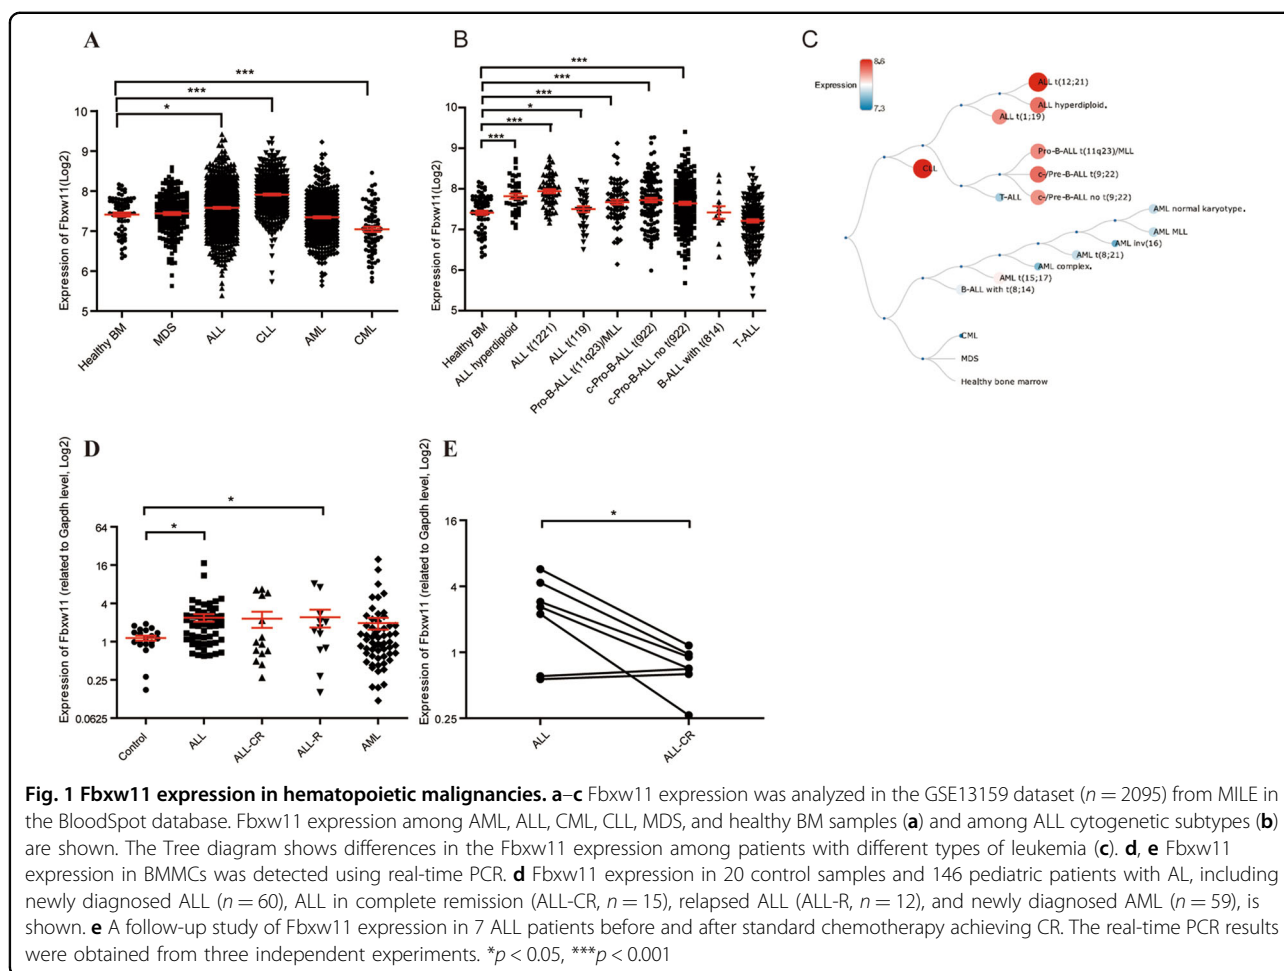 A
Expression of Fbxw11(Log2)
10
9
8
7
6
5
*
***
***
Healthy BM
MDS
ALL
CLL
AML
CML
B
Expression of Fbxw11(Log2)
10
9
8
7
6
5
***
***
*
***
***
***
Healthy BM
ALL hyperdiploid
ALL t(1221)
ALL t(119)
Pro-B-ALL t(11q23)/MLL
c-Pro-B-ALL t(922)
c-Pro-B-ALL no t(922)
B-ALL with t(814)
T-ALL
C
Expression
8.8
7.3
ALL t(12;21)
ALL hyperdiploid.
ALL t(1;19)
Pro-B-ALL t(11q23)/MLL
CLL
c-/Pre-B-ALL t(9;22)
T-ALL
c-/Pre-B-ALL no t(9;22)
AML normal karyotype.
AML MLL
AML inv(16)
AML t(8;21)
AML complex.
AML t(15;17)
B-ALL with t(8;14)
CML
MDS
Healthy bone marrow
D
Expression of Fbxw11 (related to Gapdh level, Log2)
64
16
4
1
0.25
0.0625
*
*
Control
ALL
ALL-CR
ALL-R
AML
E
Expression of Fbxw11 (related to Gapdh level, Log2)
16
4
1
0.25
*
ALL
ALL-CR
Fig. 1 Fbxw11 expression in hematopoietic malignancies. a–c Fbxw11 expression was analyzed in the GSE13159 dataset (n = 2095) from MILE in
the BloodSpot database. Fbxw11 expression among AML, ALL, CML, CLL, MDS, and healthy BM samples (a) and among ALL cytogenetic subtypes (b)
are shown. The Tree diagram shows differences in the Fbxw11 expression among patients with different types of leukemia (c). d, e Fbxw11
expression in BMMCs was detected using real-time PCR. d Fbxw11 expression in 20 control samples and 146 pediatric patients with AL, including
newly diagnosed ALL (n = 60), ALL in complete remission (ALL-CR, n = 15), relapsed ALL (ALL-R, n = 12), and newly diagnosed AML (n = 59), is
shown. e A follow-up study of Fbxw11 expression in 7 ALL patients before and after standard chemotherapy achieving CR. The real-time PCR results
were obtained from three independent experiments. *p < 0.05, ***p < 0.001